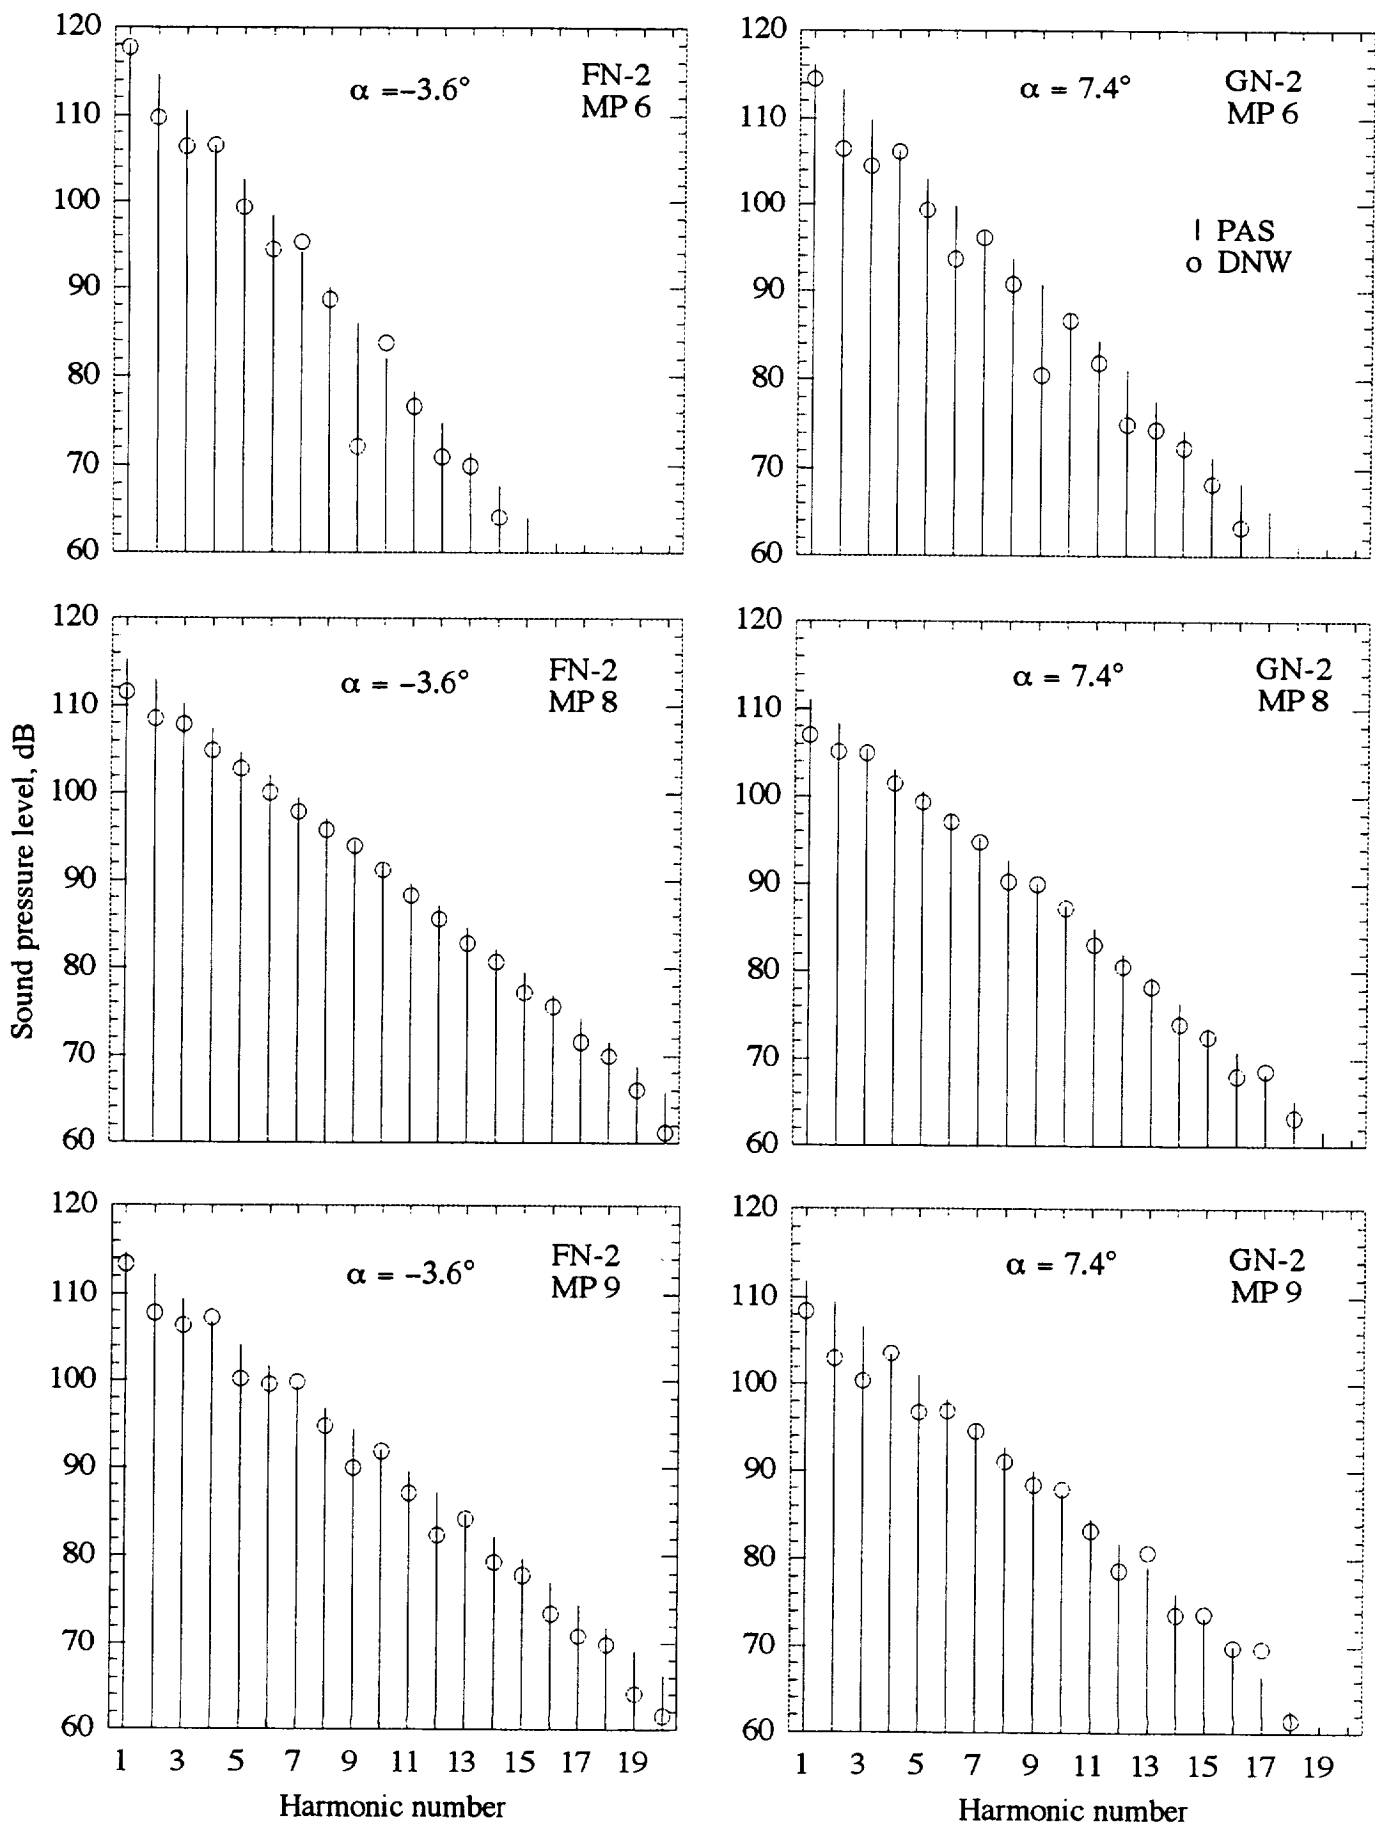 120
110
100
90
80
70
60
α =–3.6°
FN-2
MP 6
120
110
100
90
80
70
60
α = 7.4°
GN-2
MP 6
| PAS
o DNW
Sound pressure level, dB
120
110
100
90
80
70
60
α = –3.6°
FN-2
MP 8
120
110
100
90
80
70
60
α = 7.4°
GN-2
MP 8
120
110
100
90
80
70
60
α = –3.6°
FN-2
MP 9
1 3 5 7 9 11 13 15 17 19
Harmonic number
120
110
100
90
80
70
60
α = 7.4°
GN-2
MP 9
1 3 5 7 9 11 13 15 17 19
Harmonic number